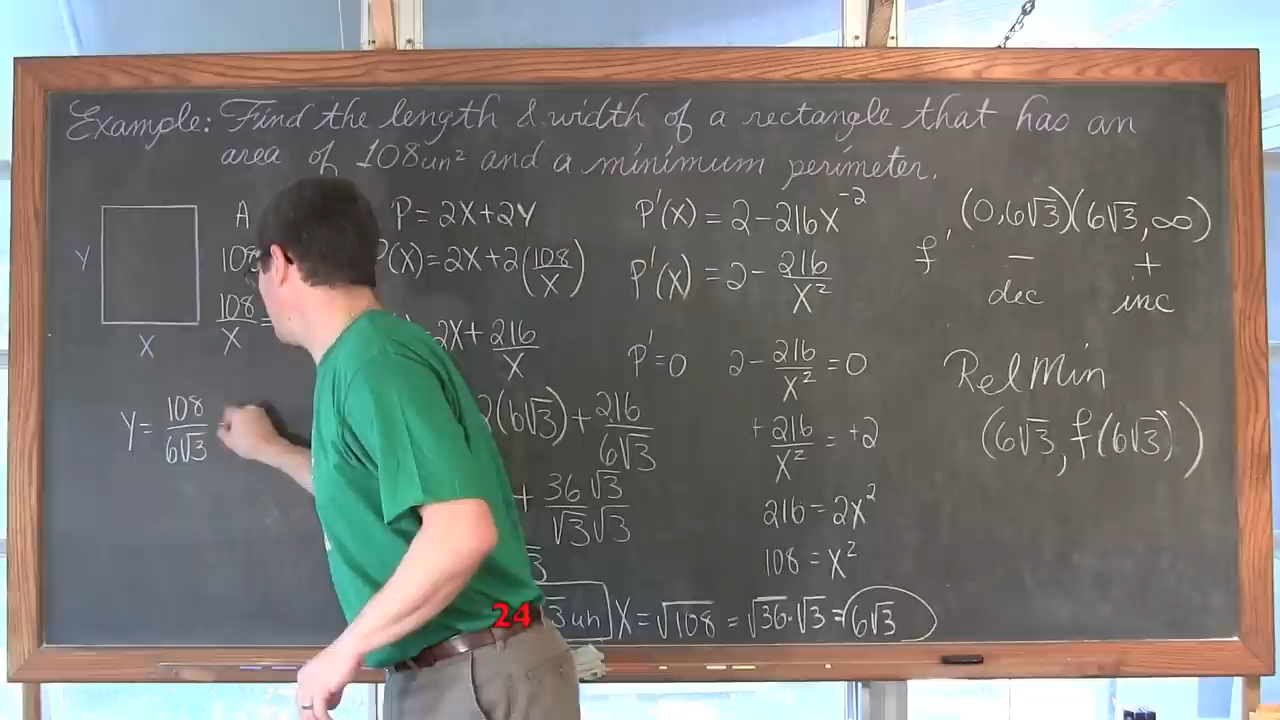 Example: Find the length & width of a rectangle that has an
area of 108un² and a minimum perimeter.
Y
X
A
108
108/X =
Y = 108/6√3
P = 2X+2Y
P(X) = 2X+2(108/X)
2X + 216/X
2(6√3) + 216/6√3
+ 36√3/√3√3
3
24
√3 un
P'(X) = 2-216X⁻²
P'(X) = 2 - 216/X²
P'=0 2 - 216/X² = 0
+ 216/X² = +2
216 = 2X²
108 = X²
X = √108 = √36·√3 = 6√3
(0,6√3)(6√3,∞)
f' − +
dec inc
Rel Min
(6√3, f(6√3))